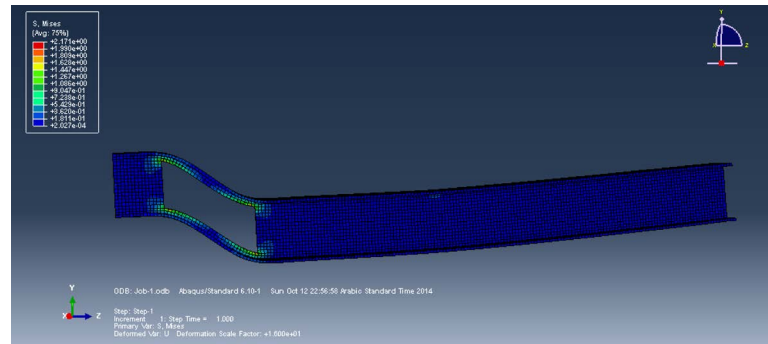 S, Mises
(Avg: 75%)
+2.171e+00
+1.990e+00
+1.809e+00
+1.628e+00
+1.447e+00
+1.267e+00
+1.086e+00
+9.047e-01
+7.238e-01
+5.429e-01
+3.620e-01
+1.811e-01
+2.027e-04
Y
X
Z
Y
X
Z
ODB: Job-1.odb Abaqus/Standard 6.10-1 Sun Oct 12 22:56:58 Arabic Standard Time 2014
Step: Step-1
Increment 1: Step Time = 1.000
Primary Var: S, Mises
Deformed Var: U Deformation Scale Factor: +1.600e+01